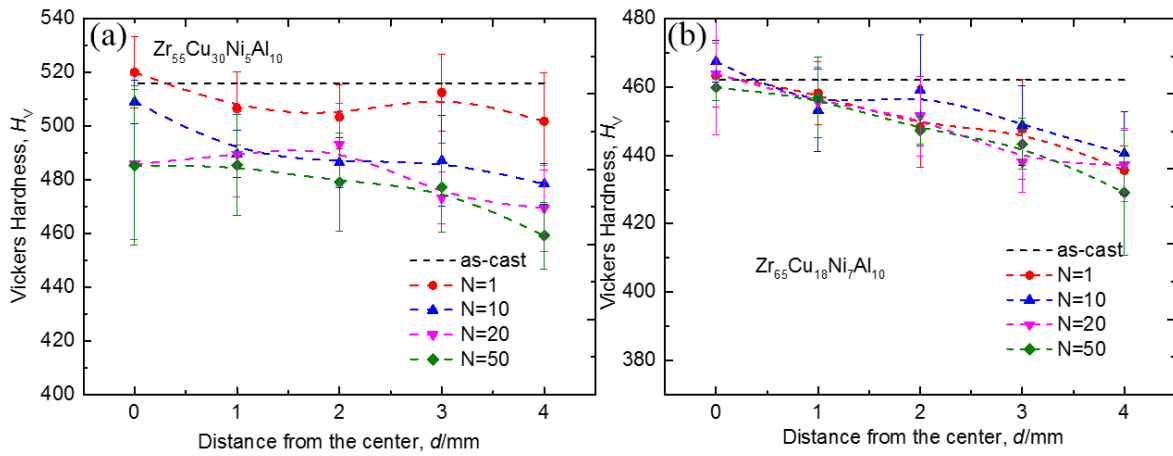 (a)
Zr55Cu30Ni5Al10
Vickers Hardness, HV
540
520
500
480
460
440
420
400
as-cast
N=1
N=10
N=20
N=50
0 1 2 3 4
Distance from the center, d/mm
(b)
Vickers Hardness, HV
480
460
440
420
400
380
Zr65Cu18Ni7Al10
as-cast
N=1
N=10
N=20
N=50
0 1 2 3 4
Distance from the center, d/mm